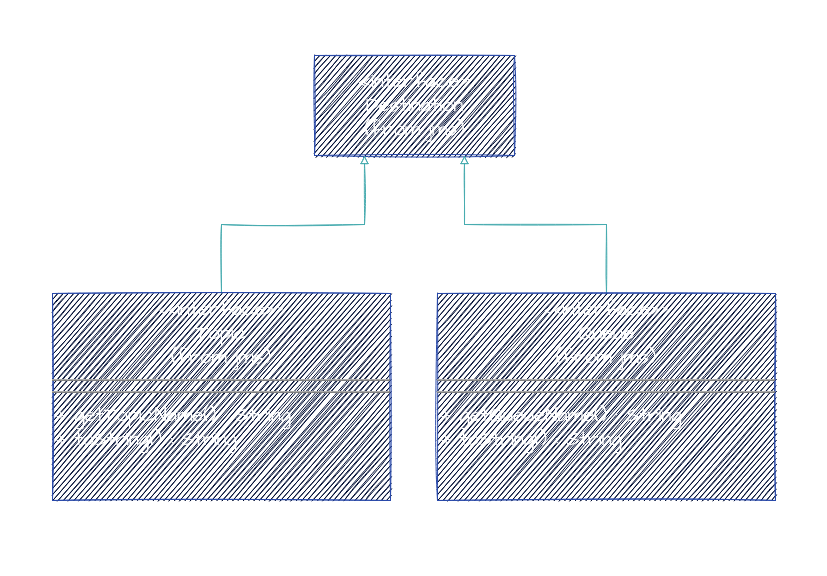 <<interface>>
Destination
(from jms)
<<interface>>
Topic
(from jms)
+ getTopicName() : String
+ toString() : String
<<interface>>
Queue
(from jms)
+ getQueueName() : String
+ toString() : String